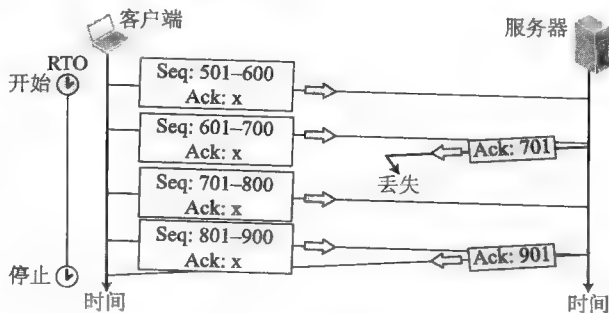 客户端
服务器
RTO
开始
Seq: 501–600
Ack: x
Seq: 601–700
Ack: x
Ack: 701
丢失
Seq: 701–800
Ack: x
Seq: 801–900
Ack: x
Ack: 901
停止
时间
时间